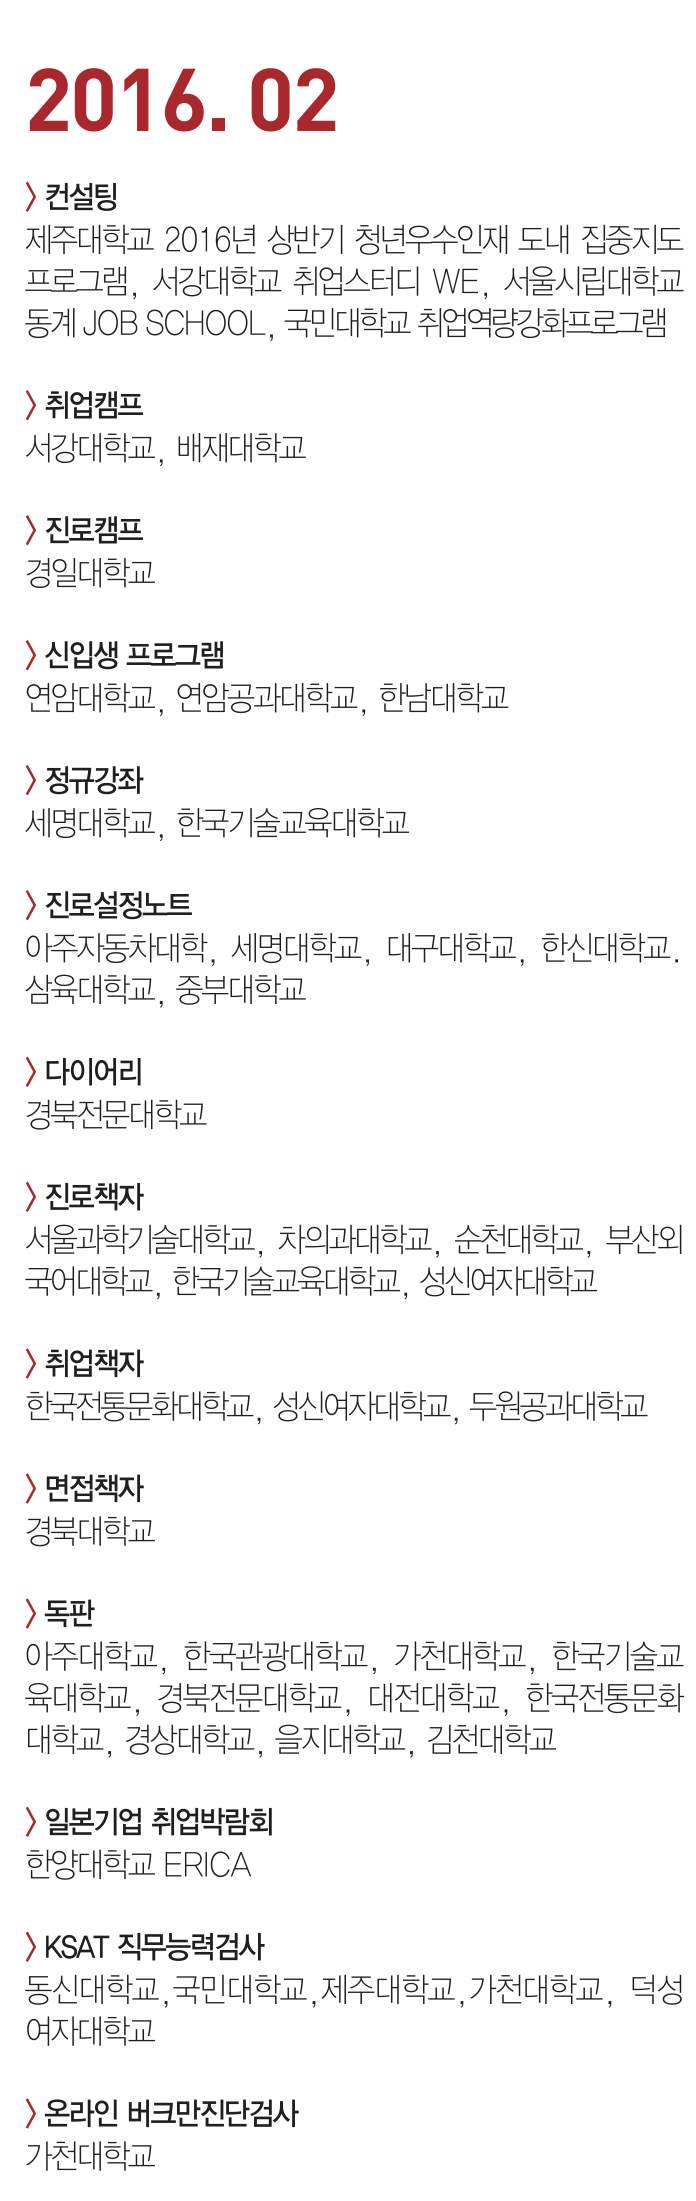 2016. 02
> 컨설팅
제주대학교 2016년 상반기 청년우수인재 도내 집중지도
프로그램, 서강대학교 취업스터디 WE, 서울시립대학교
동계 JOB SCHOOL, 국민대학교 취업역량강화프로그램
> 취업캠프
서강대학교, 배재대학교
> 진로캠프
경일대학교
> 신입생 프로그램
연암대학교, 연암공과대학교, 한남대학교
> 정규강좌
세명대학교, 한국기술교육대학교
> 진로설정노트
아주자동차대학, 세명대학교, 대구대학교, 한신대학교.
삼육대학교, 중부대학교
> 다이어리
경북전문대학교
> 진로책자
서울과학기술대학교, 차의과대학교, 순천대학교, 부산외
국어대학교, 한국기술교육대학교, 성신여자대학교
> 취업책자
한국전통문화대학교, 성신여자대학교, 두원공과대학교
> 면접책자
경북대학교
> 독판
아주대학교, 한국관광대학교, 가천대학교, 한국기술교
육대학교, 경북전문대학교, 대전대학교, 한국전통문화
대학교, 경상대학교, 을지대학교, 김천대학교
> 일본기업 취업박람회
한양대학교 ERICA
> KSAT 직무능력검사
동신대학교,국민대학교,제주대학교,가천대학교, 덕성
여자대학교
> 온라인 버크만진단검사
가천대학교